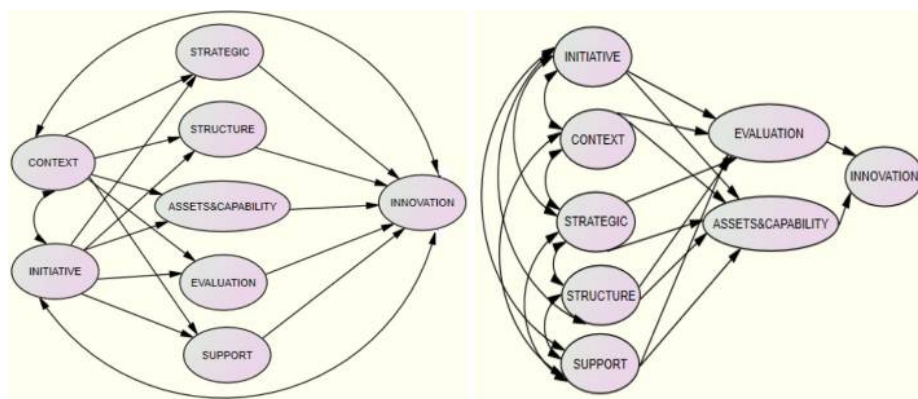 STRATEGIC
STRUCTURE
CONTEXT
ASSETS&CAPABILITY
INNOVATION
INITIATIVE
EVALUATION
SUPPORT
INITIATIVE
CONTEXT
EVALUATION
INNOVATION
STRATEGIC
ASSETS&CAPABILITY
STRUCTURE
SUPPORT